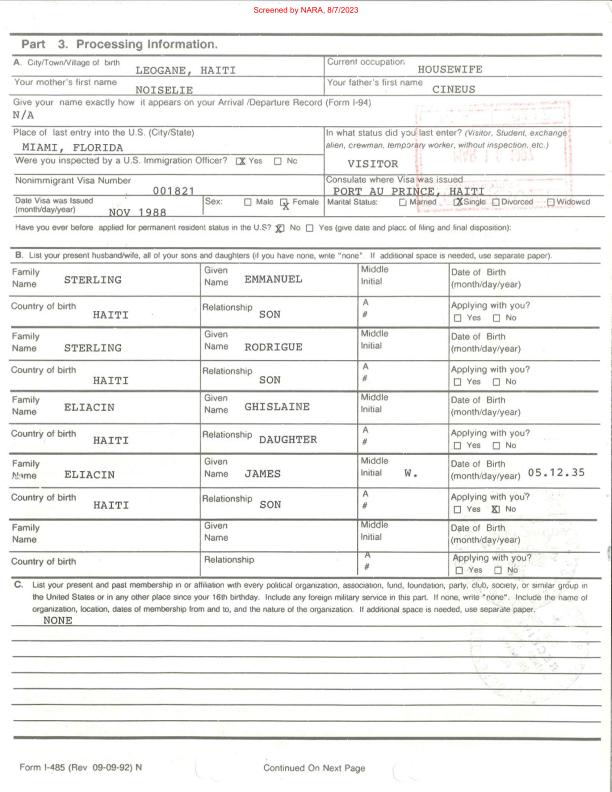 Screened by NARA, 8/7/2023
Part 3. Processing Information.
A. City/Town/Village of birth LEOGANE, HAITI Current occupation HOUSEWIFE
Your mother's first name NOISELIE Your father's first name CINEUS
Give your name exactly how it appears on your Arrival /Departure Record (Form I-94)
N/A
Place of last entry into the U.S. (City/State) In what status did you last enter? (Visitor, Student, exchange
MIAMI, FLORIDA alien, crewman, temporary worker, without inspection, etc.)
Were you inspected by a U.S. Immigration Officer? ☒ Yes ☐ No VISITOR
Nonimmigrant Visa Number 001821 Consulate where Visa was issued PORT AU PRINCE, HAITI
Date Visa was Issued (month/day/year) NOV 1988 Sex: ☐ Male ☒ Female Marital Status: ☐ Married ☒ Single ☐ Divorced ☐ Widowed
Have you ever before applied for permanent resident status in the U.S? ☒ No ☐ Yes (give date and place of filing and final disposition):
B. List your present husband/wife, all of your sons and daughters (if you have none, write "none" If additional space is needed, use separate paper).
Family Name STERLING Given Name EMMANUEL Middle Initial Date of Birth (month/day/year)
Country of birth HAITI Relationship SON A # Applying with you? ☐ Yes ☐ No
Family Name STERLING Given Name RODRIGUE Middle Initial Date of Birth (month/day/year)
Country of birth HAITI Relationship SON A # Applying with you? ☐ Yes ☐ No
Family Name ELIACIN Given Name GHISLAINE Middle Initial Date of Birth (month/day/year)
Country of birth HAITI Relationship DAUGHTER A # Applying with you? ☐ Yes ☐ No
Family Name ELIACIN Given Name JAMES Middle Initial W. Date of Birth (month/day/year) 05.12.35
Country of birth HAITI Relationship SON A # Applying with you? ☐ Yes ☒ No
Family Name Given Name Middle Initial Date of Birth (month/day/year)
Country of birth Relationship A # Applying with you? ☐ Yes ☐ No
C. List your present and past membership in or affiliation with every political organization, association, fund, foundation, party, club, society, or similar group in
the United States or in any other place since your 16th birthday. Include any foreign military service in this part. If none, write "none". Include the name of
organization, location, dates of membership from and to, and the nature of the organization. If additional space is needed, use separate paper.
NONE
Form I-485 (Rev 09-09-92) N Continued On Next Page